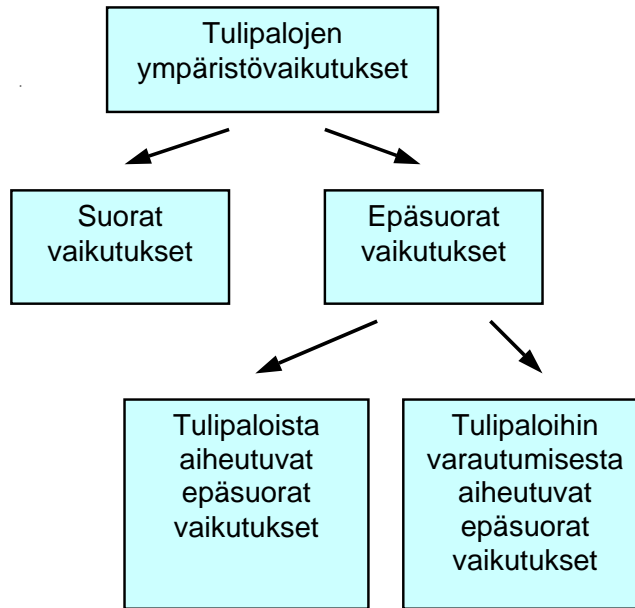 Tulipalojen
ympäristövaikutukset
Suorat
vaikutukset
Epäsuorat
vaikutukset
Tulipaloista
aiheutuvat
epäsuorat
vaikutukset
Tulipaloihin
varautumisesta
aiheutuvat
epäsuorat
vaikutukset